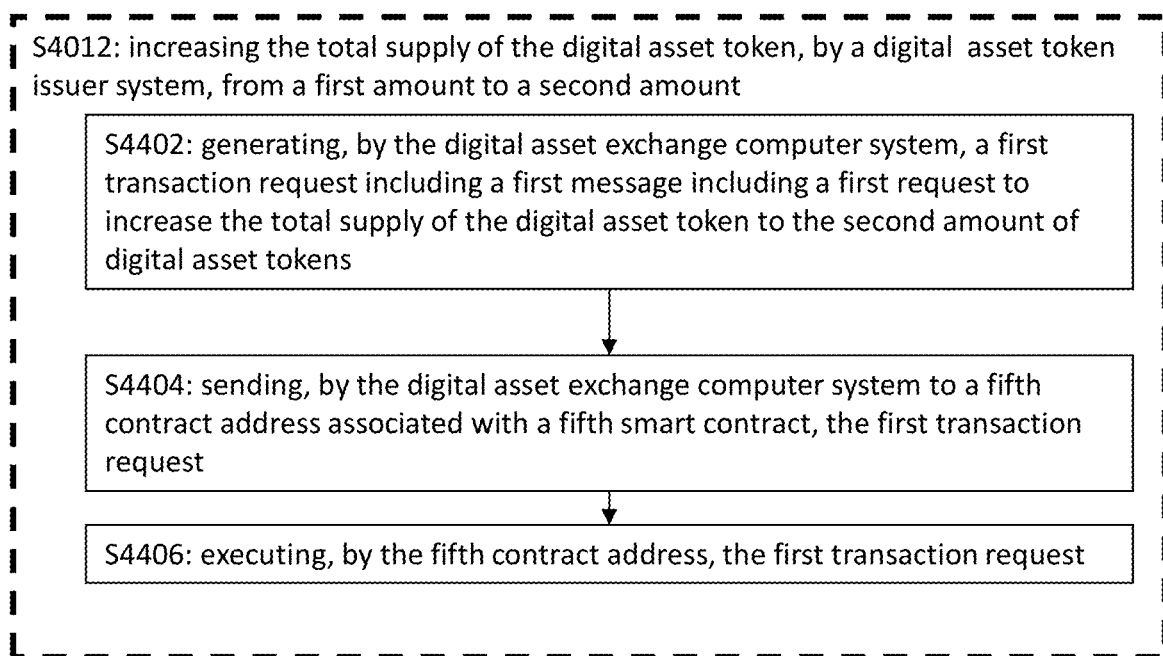 S4012: increasing the total supply of the digital asset token, by a digital asset token
issuer system, from a first amount to a second amount
S4402: generating, by the digital asset exchange computer system, a first
transaction request including a first message including a first request to
increase the total supply of the digital asset token to the second amount of
digital asset tokens
S4404: sending, by the digital asset exchange computer system to a fifth
contract address associated with a fifth smart contract, the first transaction
request
S4406: executing, by the fifth contract address, the first transaction request